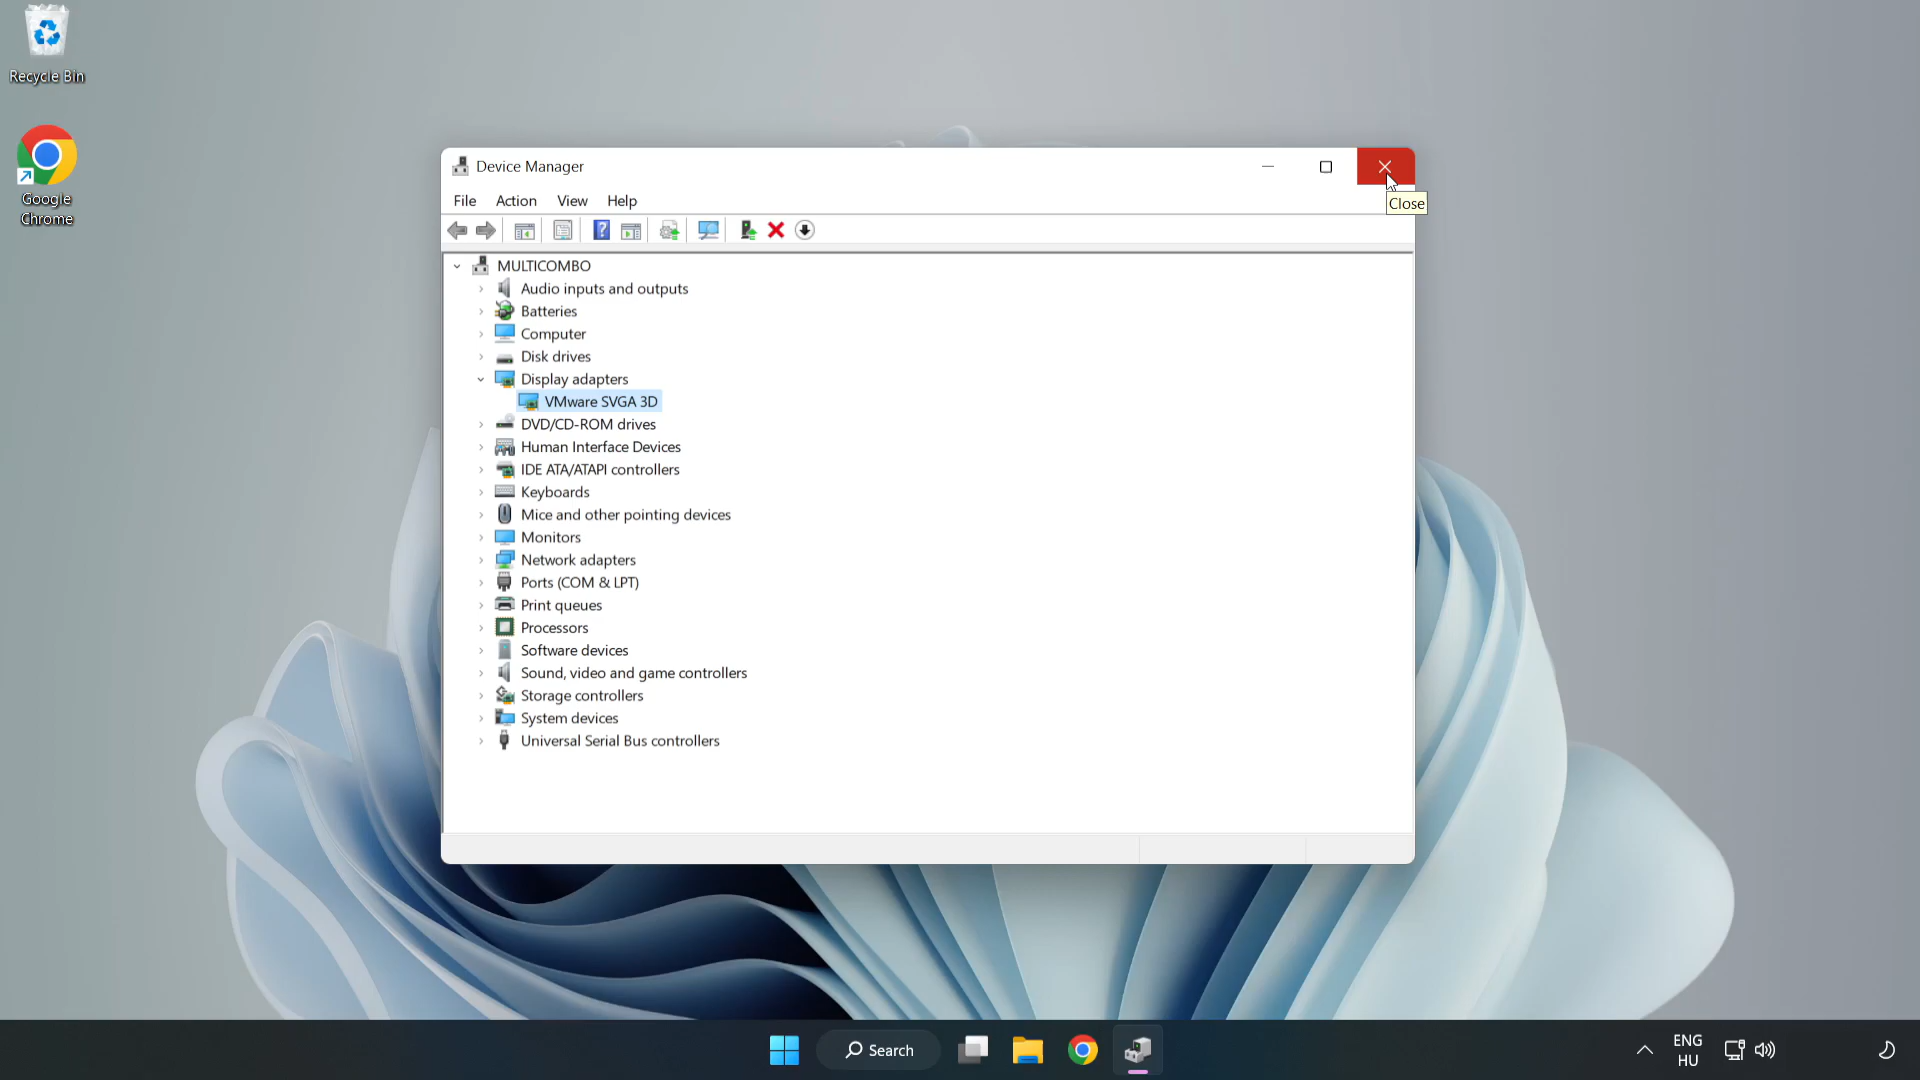 Recycle Bin
Google
Chrome
Device Manager
File Action View Help
Close
MULTICOMBO
Audio inputs and outputs
Batteries
Computer
Disk drives
Display adapters
VMware SVGA 3D
DVD/CD-ROM drives
Human Interface Devices
IDE ATA/ATAPI controllers
Keyboards
Mice and other pointing devices
Monitors
Network adapters
Ports (COM & LPT)
Print queues
Processors
Software devices
Sound, video and game controllers
Storage controllers
System devices
Universal Serial Bus controllers
Search
ENG
HU